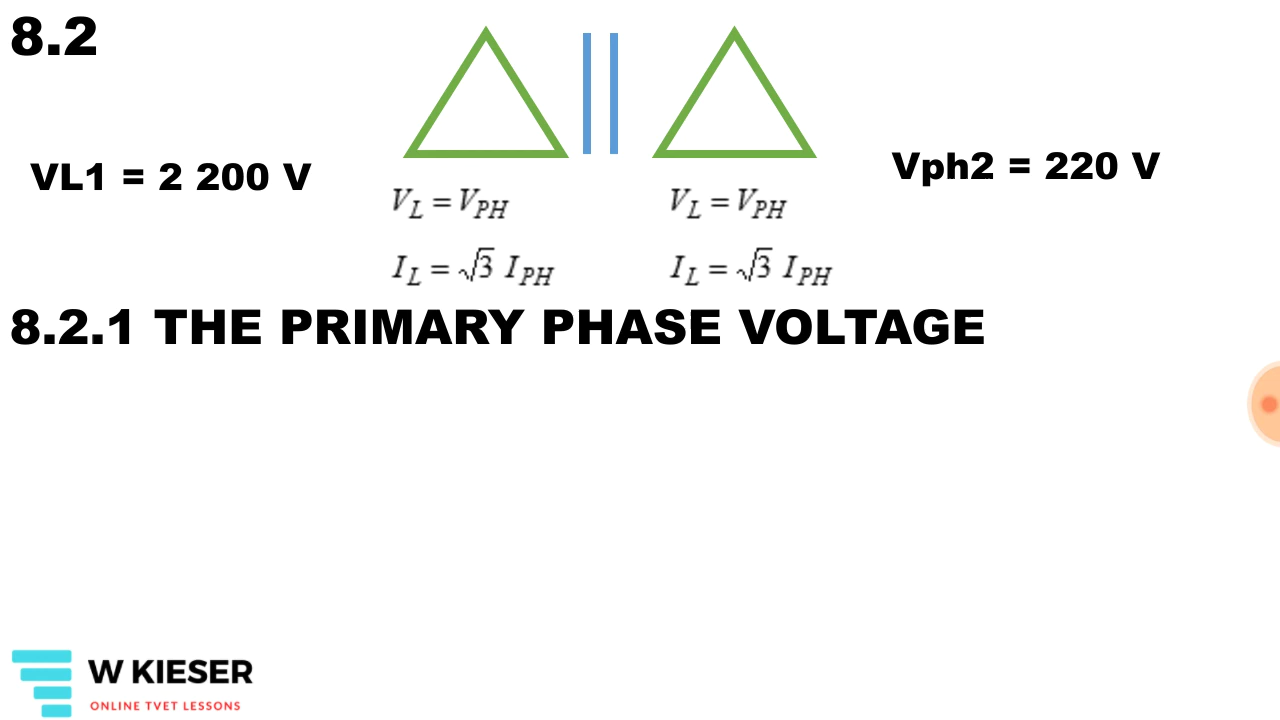 8.2
VL1 = 2 200 V
Vph2 = 220 V
V_L = V_PH
V_L = V_PH
I_L = √3 I_PH
I_L = √3 I_PH
8.2.1 THE PRIMARY PHASE VOLTAGE
W KIESER
ONLINE TVET LESSONS